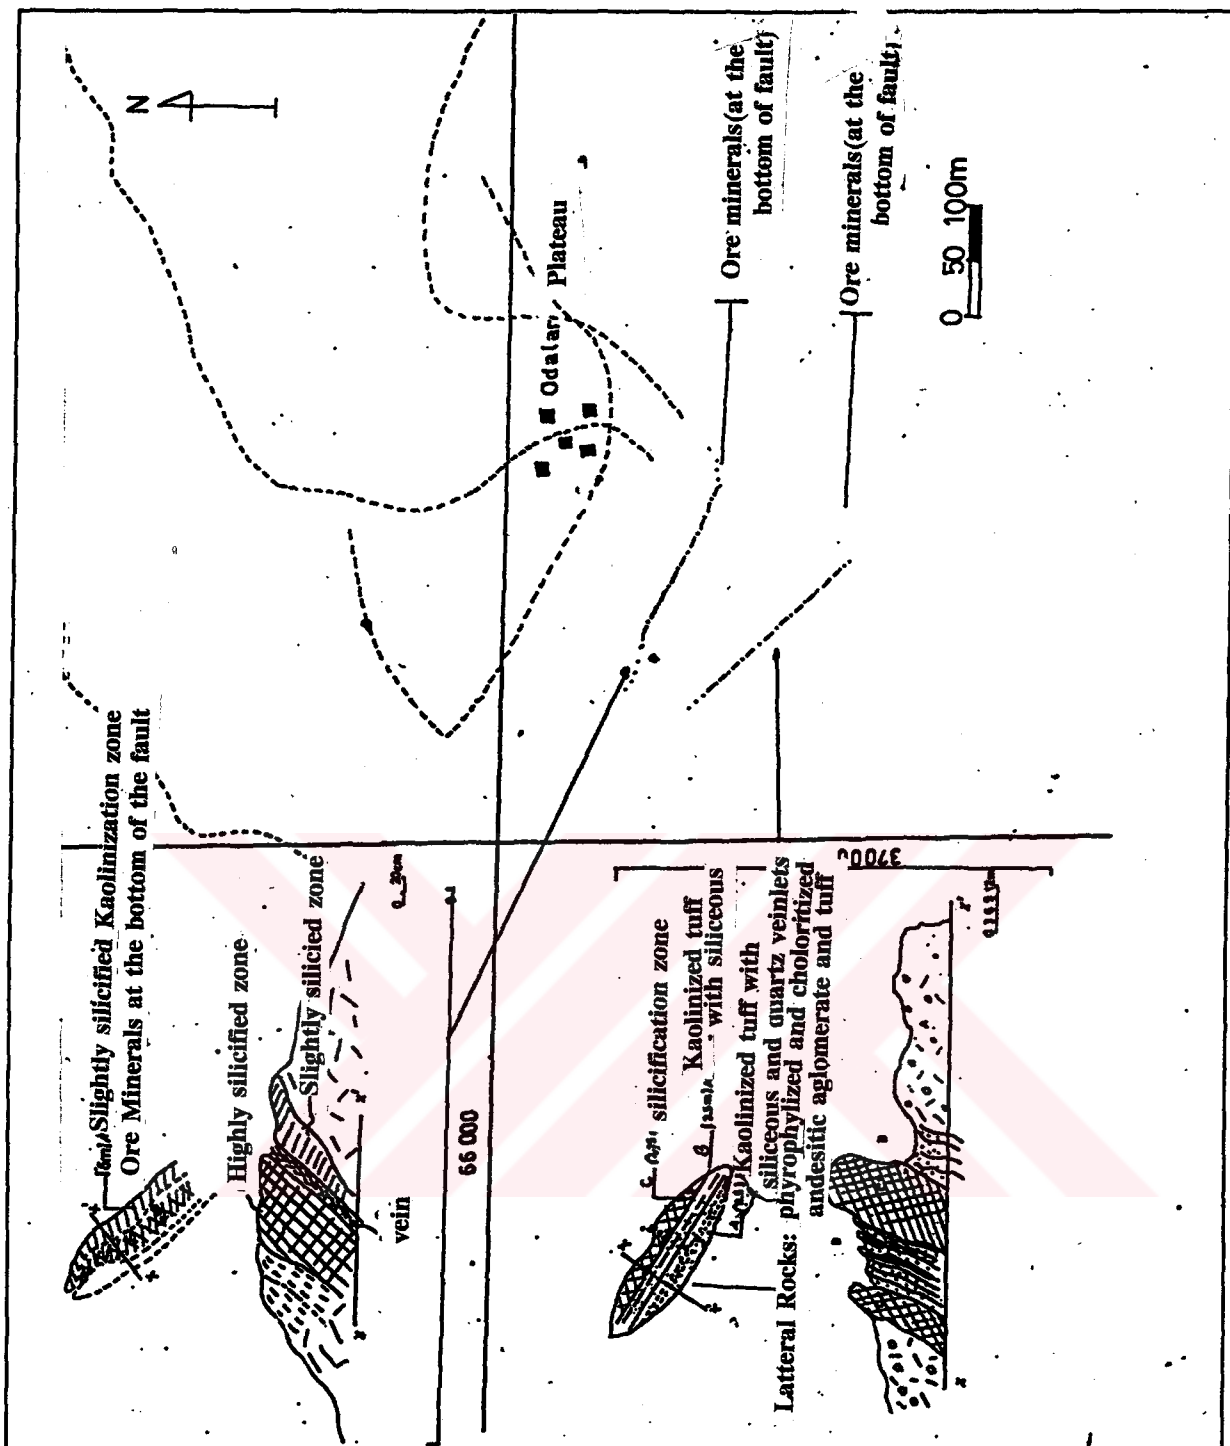 N
Plateau
Odalar
Ore minerals(at the
bottom of fault)
Ore minerals(at the
bottom of fault)
0 50 100m
Slightly silicified Kaolinization zone
Ore Minerals at the bottom of the fault
Highly silicified zone
Slightly silicied zone
vein
0 20cm
66 000
silicification zone
Kaolinized tuff
with siliceous
Kaolinized tuff with
siliceous and quartz veinlets
Latteral Rocks: phyrophylized and choloritized
andesitic aglomerate and tuff
B